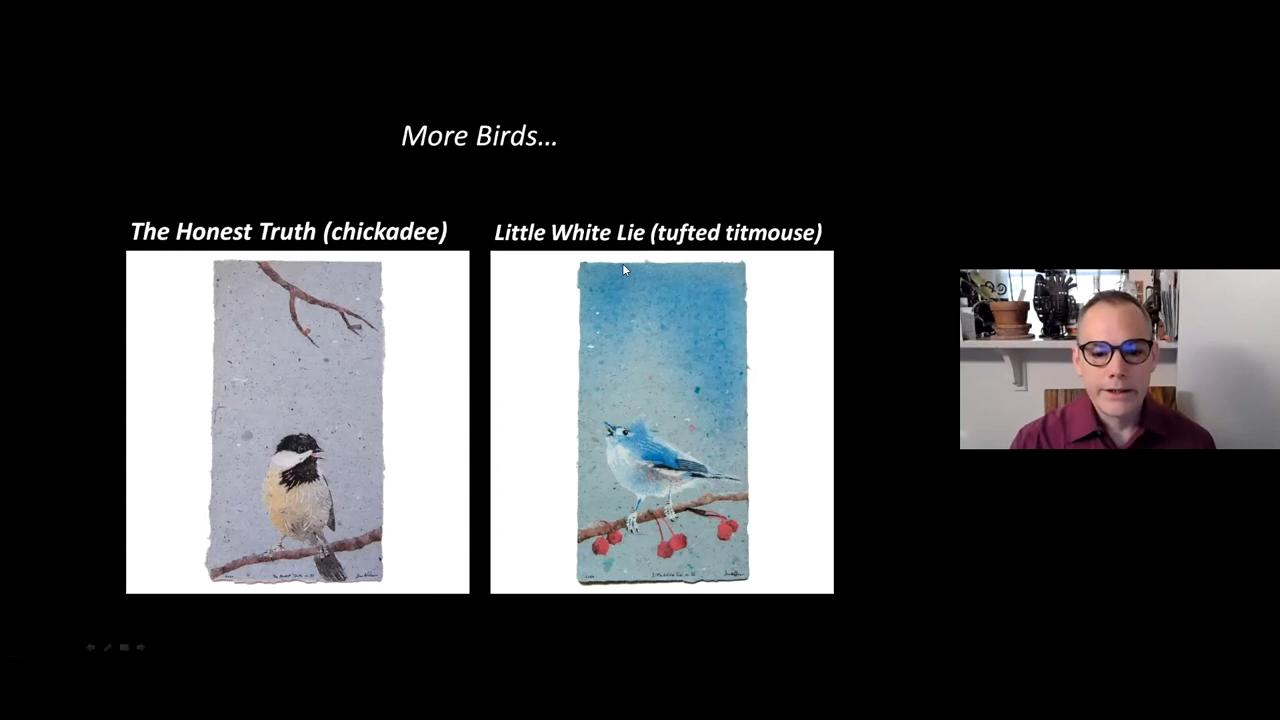 More Birds...
The Honest Truth (chickadee)
Little White Lie (tufted titmouse)